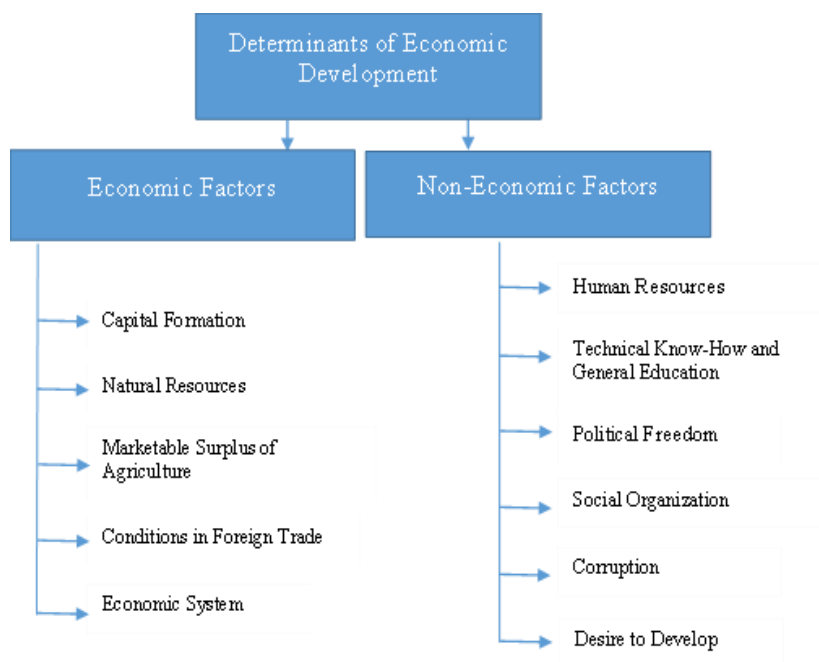 Determinants of Economic
Development
Economic Factors
Non-Economic Factors
Capital Formation
Natural Resources
Marketable Surplus of
Agriculture
Conditions in Foreign Trade
Economic System
Human Resources
Technical Know-How and
General Education
Political Freedom
Social Organization
Corruption
Desire to Develop